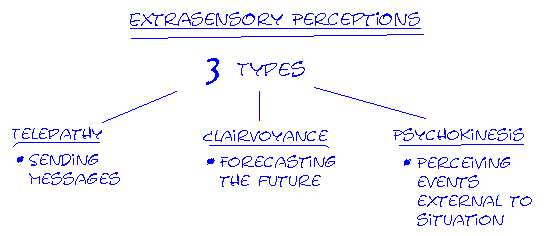 EXTRASENSORY PERCEPTIONS
3 TYPES
TELEPATHY
• SENDING
MESSAGES
CLAIRVOYANCE
• FORECASTING
THE FUTURE
PSYCHOKINESIS
• PERCEIVING
EVENTS
EXTERNAL TO
SITUATION